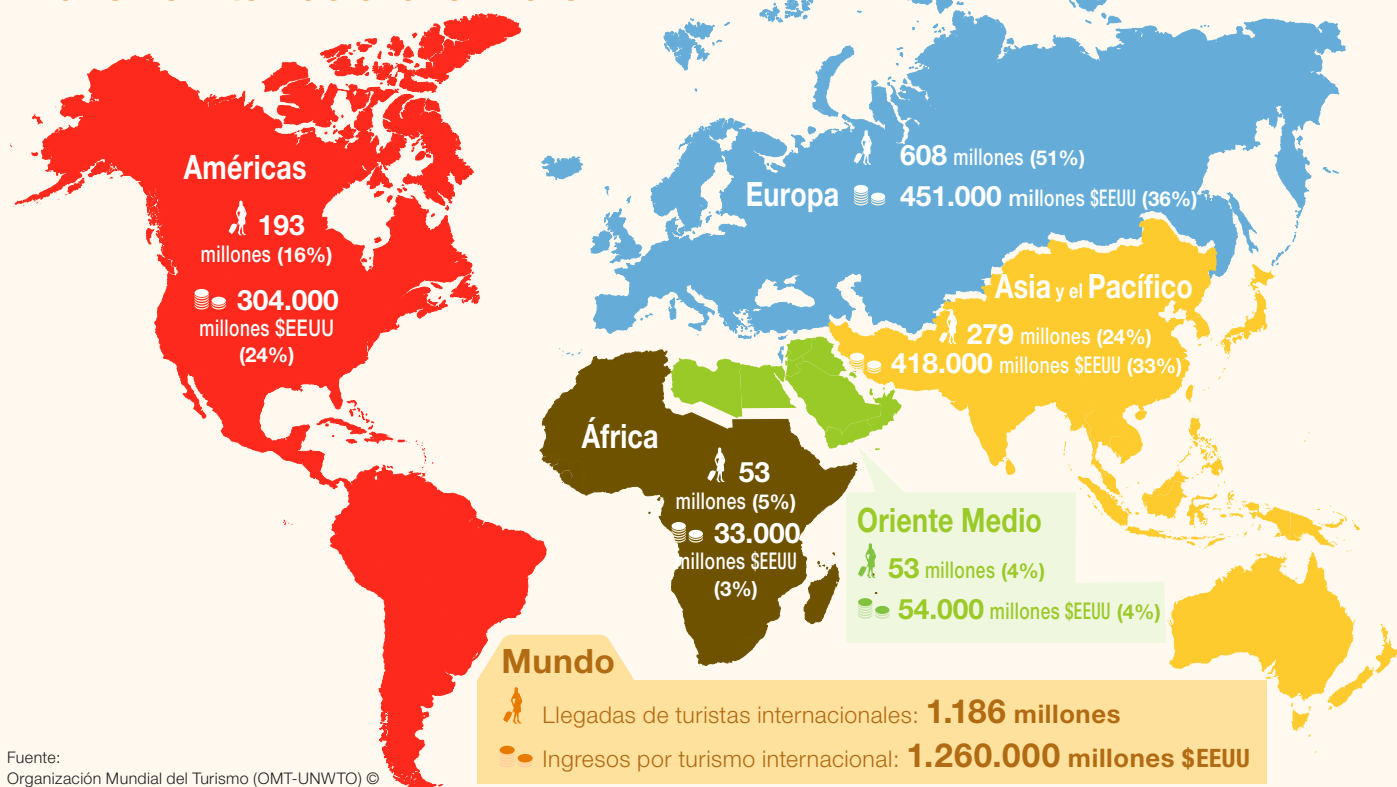 Américas
193
millones (16%)
304.000
millones $EEUU
(24%)
608 millones (51%)
Europa 451.000 millones $EEUU (36%)
Asia y el Pacífico
279 millones (24%)
418.000 millones $EEUU (33%)
África
53
millones (5%)
33.000
millones $EEUU
(3%)
Oriente Medio
53 millones (4%)
54.000 millones $EEUU (4%)
Mundo
Llegadas de turistas internacionales: 1.186 millones
Ingresos por turismo internacional: 1.260.000 millones $EEUU
Fuente:
Organización Mundial del Turismo (OMT-UNWTO) ©